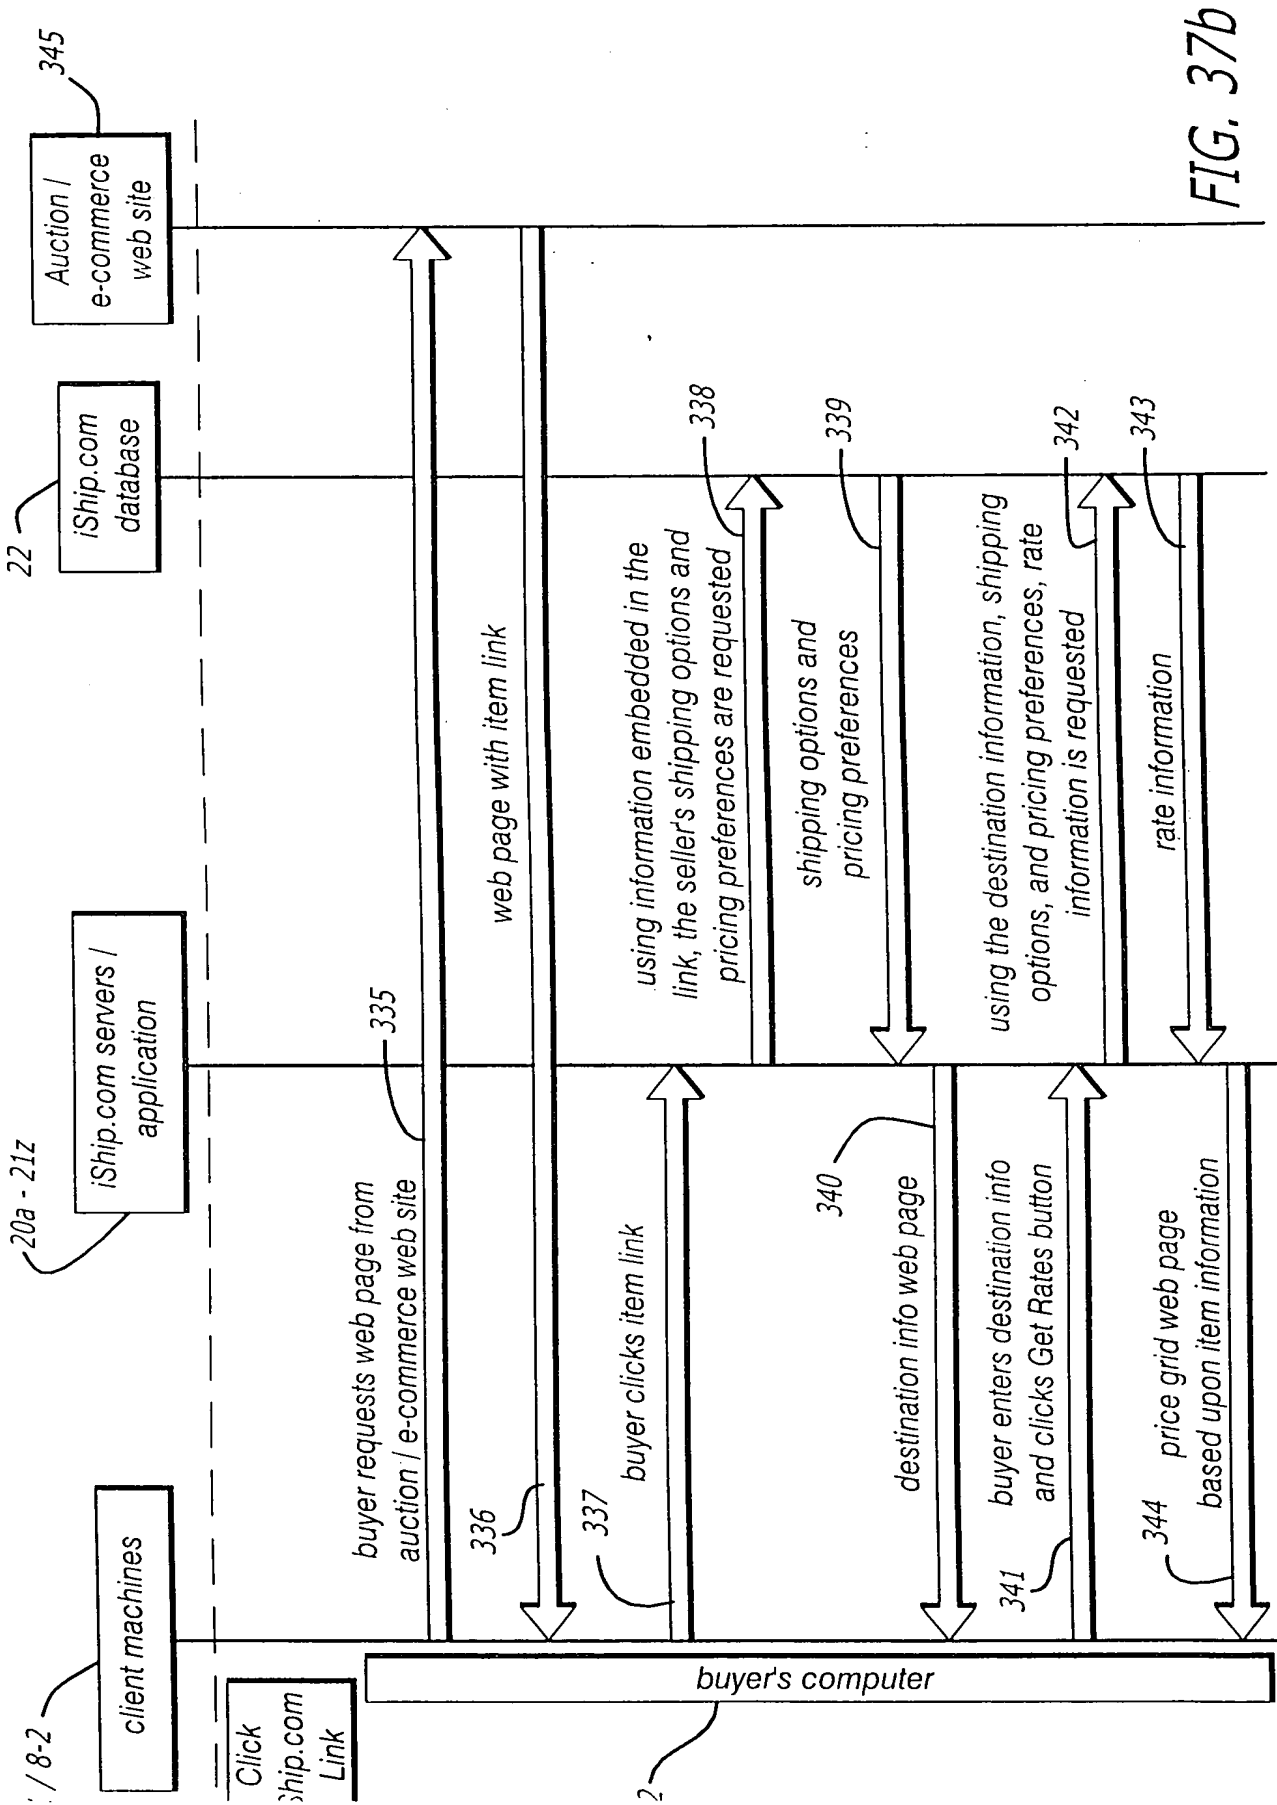 / 8-2
client machines
20a - 21z
iShip.com servers /
application
22
iShip.com
database
Auction /
e-commerce
web site
345
Click
Ship.com
Link
buyer's computer
2
buyer requests web page from
auction / e-commerce web site
335
336
web page with item link
337
buyer clicks item link
using information embedded in the
link, the seller's shipping options and
pricing preferences are requested
338
shipping options and
pricing preferences
339
destination info web page
340
buyer enters destination info
and clicks Get Rates button
341
using the destination information, shipping
options, and pricing preferences, rate
information is requested
342
rate information
343
price grid web page
based upon item information
344
FIG. 37b